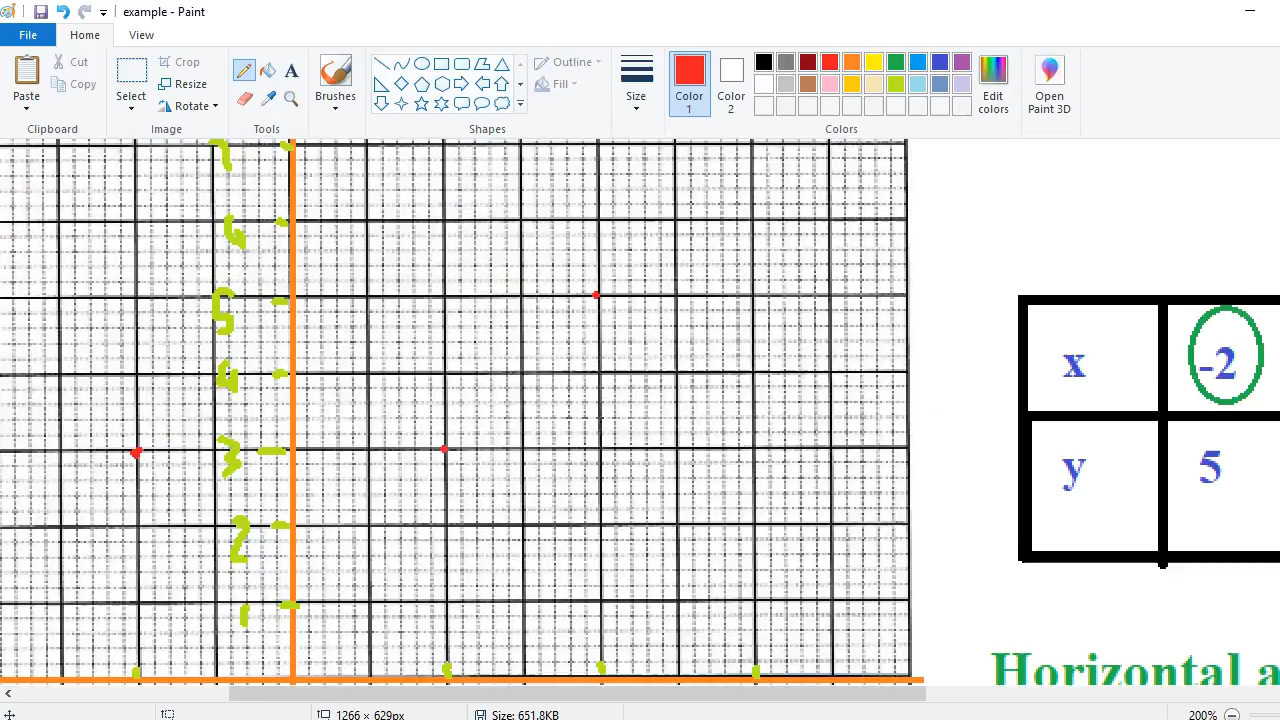 example - Paint
File Home View
Paste Cut Copy
Clipboard
Select Crop Resize Rotate
Image
Tools
Brushes
Shapes
Outline
Fill
Size
Color 1
Color 2
Edit colors
Colors
Open Paint 3D
6
5
4
3
2
1
x -2
y 5
Horizontal a
1266 × 629px
Size: 651.8KB
200%